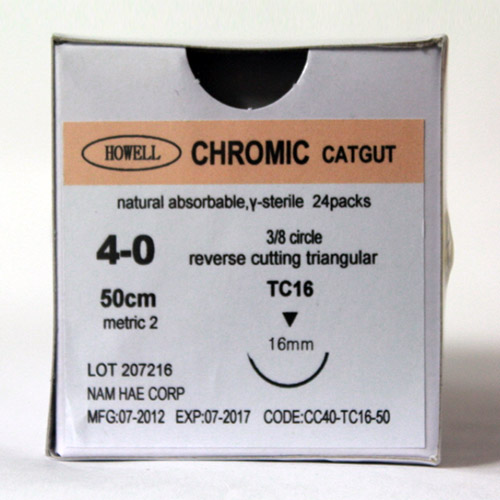 HOWELL CHROMIC CATGUT
natural absorbable,γ-sterile 24packs
4-0
3/8 circle
reverse cutting triangular
50cm
metric 2
TC16
16mm
LOT 207216
NAM HAE CORP
MFG:07-2012 EXP:07-2017 CODE:CC40-TC16-50